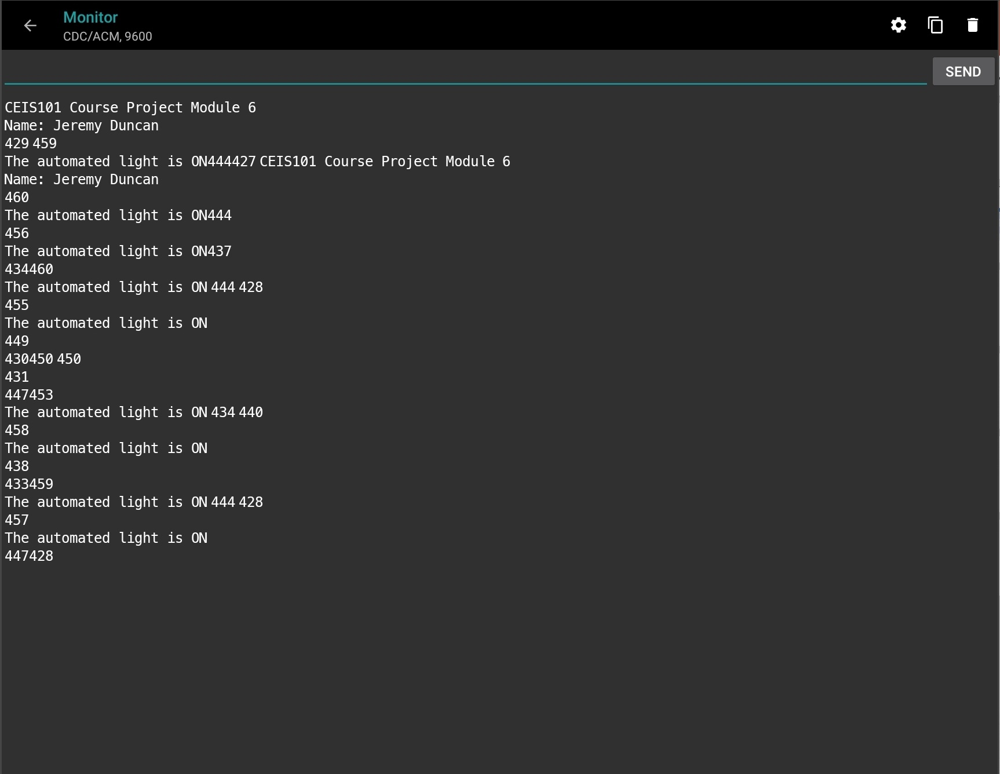 Monitor
CDC/ACM, 9600
SEND
CEIS101 Course Project Module 6
Name: Jeremy Duncan
429 459
The automated light is ON444427 CEIS101 Course Project Module 6
Name: Jeremy Duncan
460
The automated light is ON444
456
The automated light is ON437
434460
The automated light is ON 444 428
455
The automated light is ON
449
430450 450
431
447453
The automated light is ON 434 440
458
The automated light is ON
438
433459
The automated light is ON 444 428
457
The automated light is ON
447428